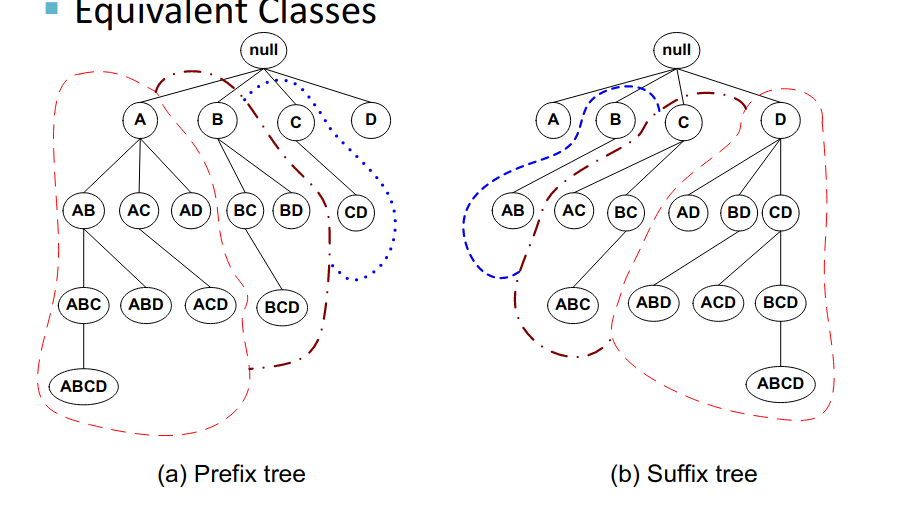 Equivalent Classes
null
A B C D
AB AC AD BC BD CD
ABC ABD ACD BCD
ABCD
(a) Prefix tree
null
A B C D
AB AC BC AD BD CD
ABC ABD ACD BCD
ABCD
(b) Suffix tree